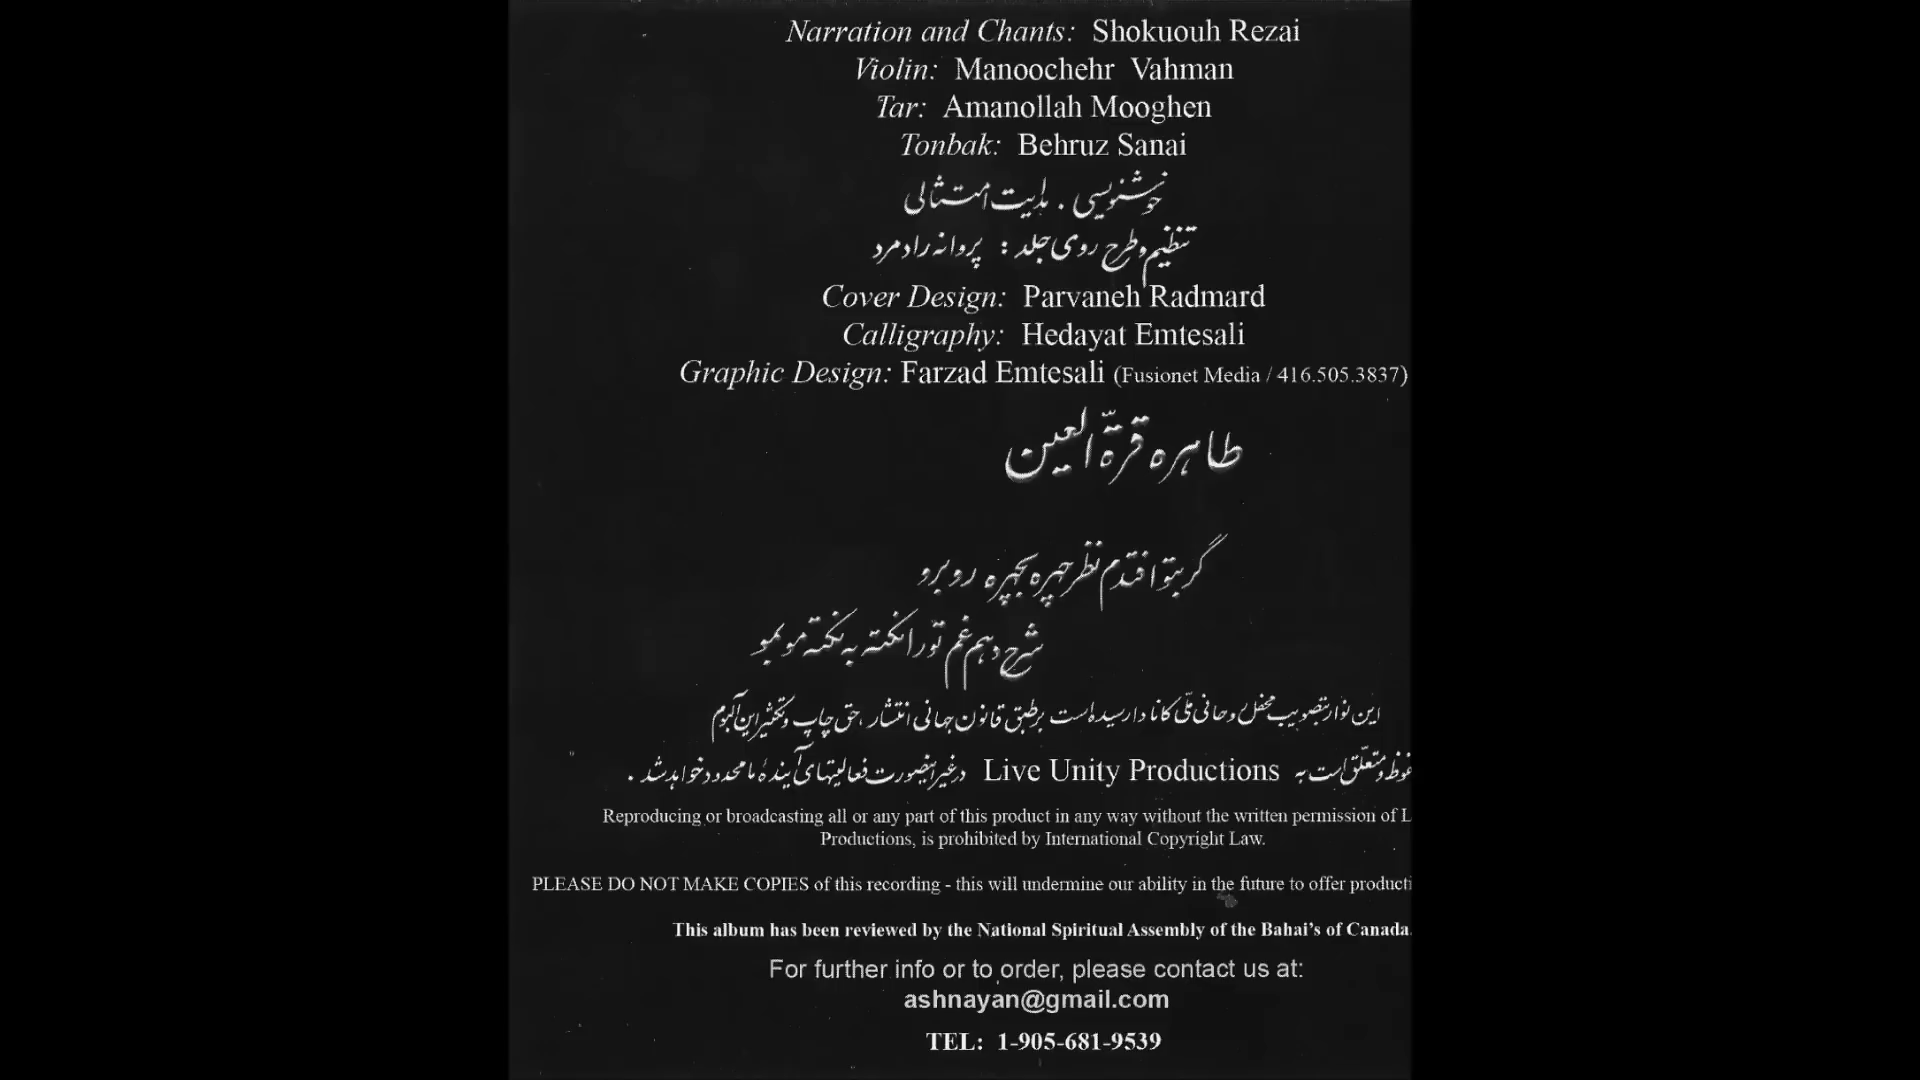 Narration and Chants: Shokuouh Rezai
Violin: Manoochehr Vahman
Tar: Amanollah Mooghen
Tonbak: Behruz Sanai
خوشنویسی . هدایت امتثالی
تنظیم و طرح روی جلد : پروانه رادمرد
Cover Design: Parvaneh Radmard
Calligraphy: Hedayat Emtesali
Graphic Design: Farzad Emtesali (Fusionet Media / 416.505.3837)
طاهره قرّة العین
گر بتو افتدم نظر چهره بچهره رو برو
شرح دهم غم تو را نکته به نکته مو بمو
این نوار بتصویب محفل روحانی ملّی کانادا رسیده است بر طبق قانون جهانی انتشار ، حق چاپ و تکثیر این آلبوم
و متعلّق است به Live Unity Productions در غیر اینصورت فعالیتهای آیندهٔ ما محدود خواهد شد .
Reproducing or broadcasting all or any part of this product in any way without the written permission of L
Productions, is prohibited by International Copyright Law.
PLEASE DO NOT MAKE COPIES of this recording - this will undermine our ability in the future to offer producti
This album has been reviewed by the National Spiritual Assembly of the Bahai's of Canada.
For further info or to order, please contact us at:
ashnayan@gmail.com
TEL: 1-905-681-9539